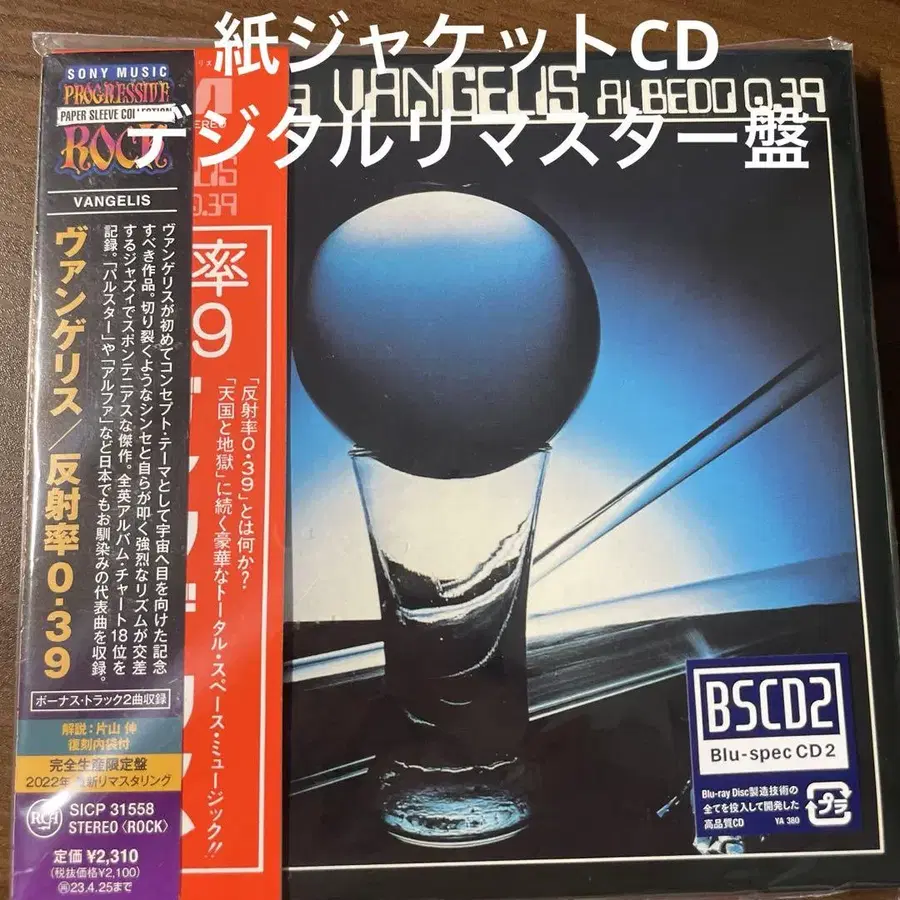 紙ジャケットCD
デジタルリマスター盤
SONY MUSIC
PROGRESSIVE
PAPER SLEEVE COLLECTION
ROCK
VANGELIS
ヴァンゲリス/反射率0・39
ヴァンゲリスが初めてコンセプト・テーマとして宇宙へ目を向けた記念
すべき作品。切り裂くようなシンセと自らが叩く強烈なリズムが交差
するジャズィでスポンテニアスな傑作。全英アルバム・チャート18位を
記録。「パルスター」や「アルファ」など日本でもお馴染みの代表曲を収録。
ボーナス・トラック2曲収録
解説:片山 伸
復刻内袋付
完全生産限定盤
2022年 最新リマスタリング
RCA
SICP 31558
STEREO〈ROCK〉
定価 ¥2,310
(税抜価格¥2,100)
23.4.25まで
0.39
率
9
「反射率0・39」とは何か?
「天国と地獄」に続く豪華なトータル・スペース・ミュージック!!
VANGELIS ALBEDO 0.39
BSCD2
Blu-spec CD 2
Blu-ray Disc製造技術の
全てを投入して開発した
高品質CD
YA 380
プラ